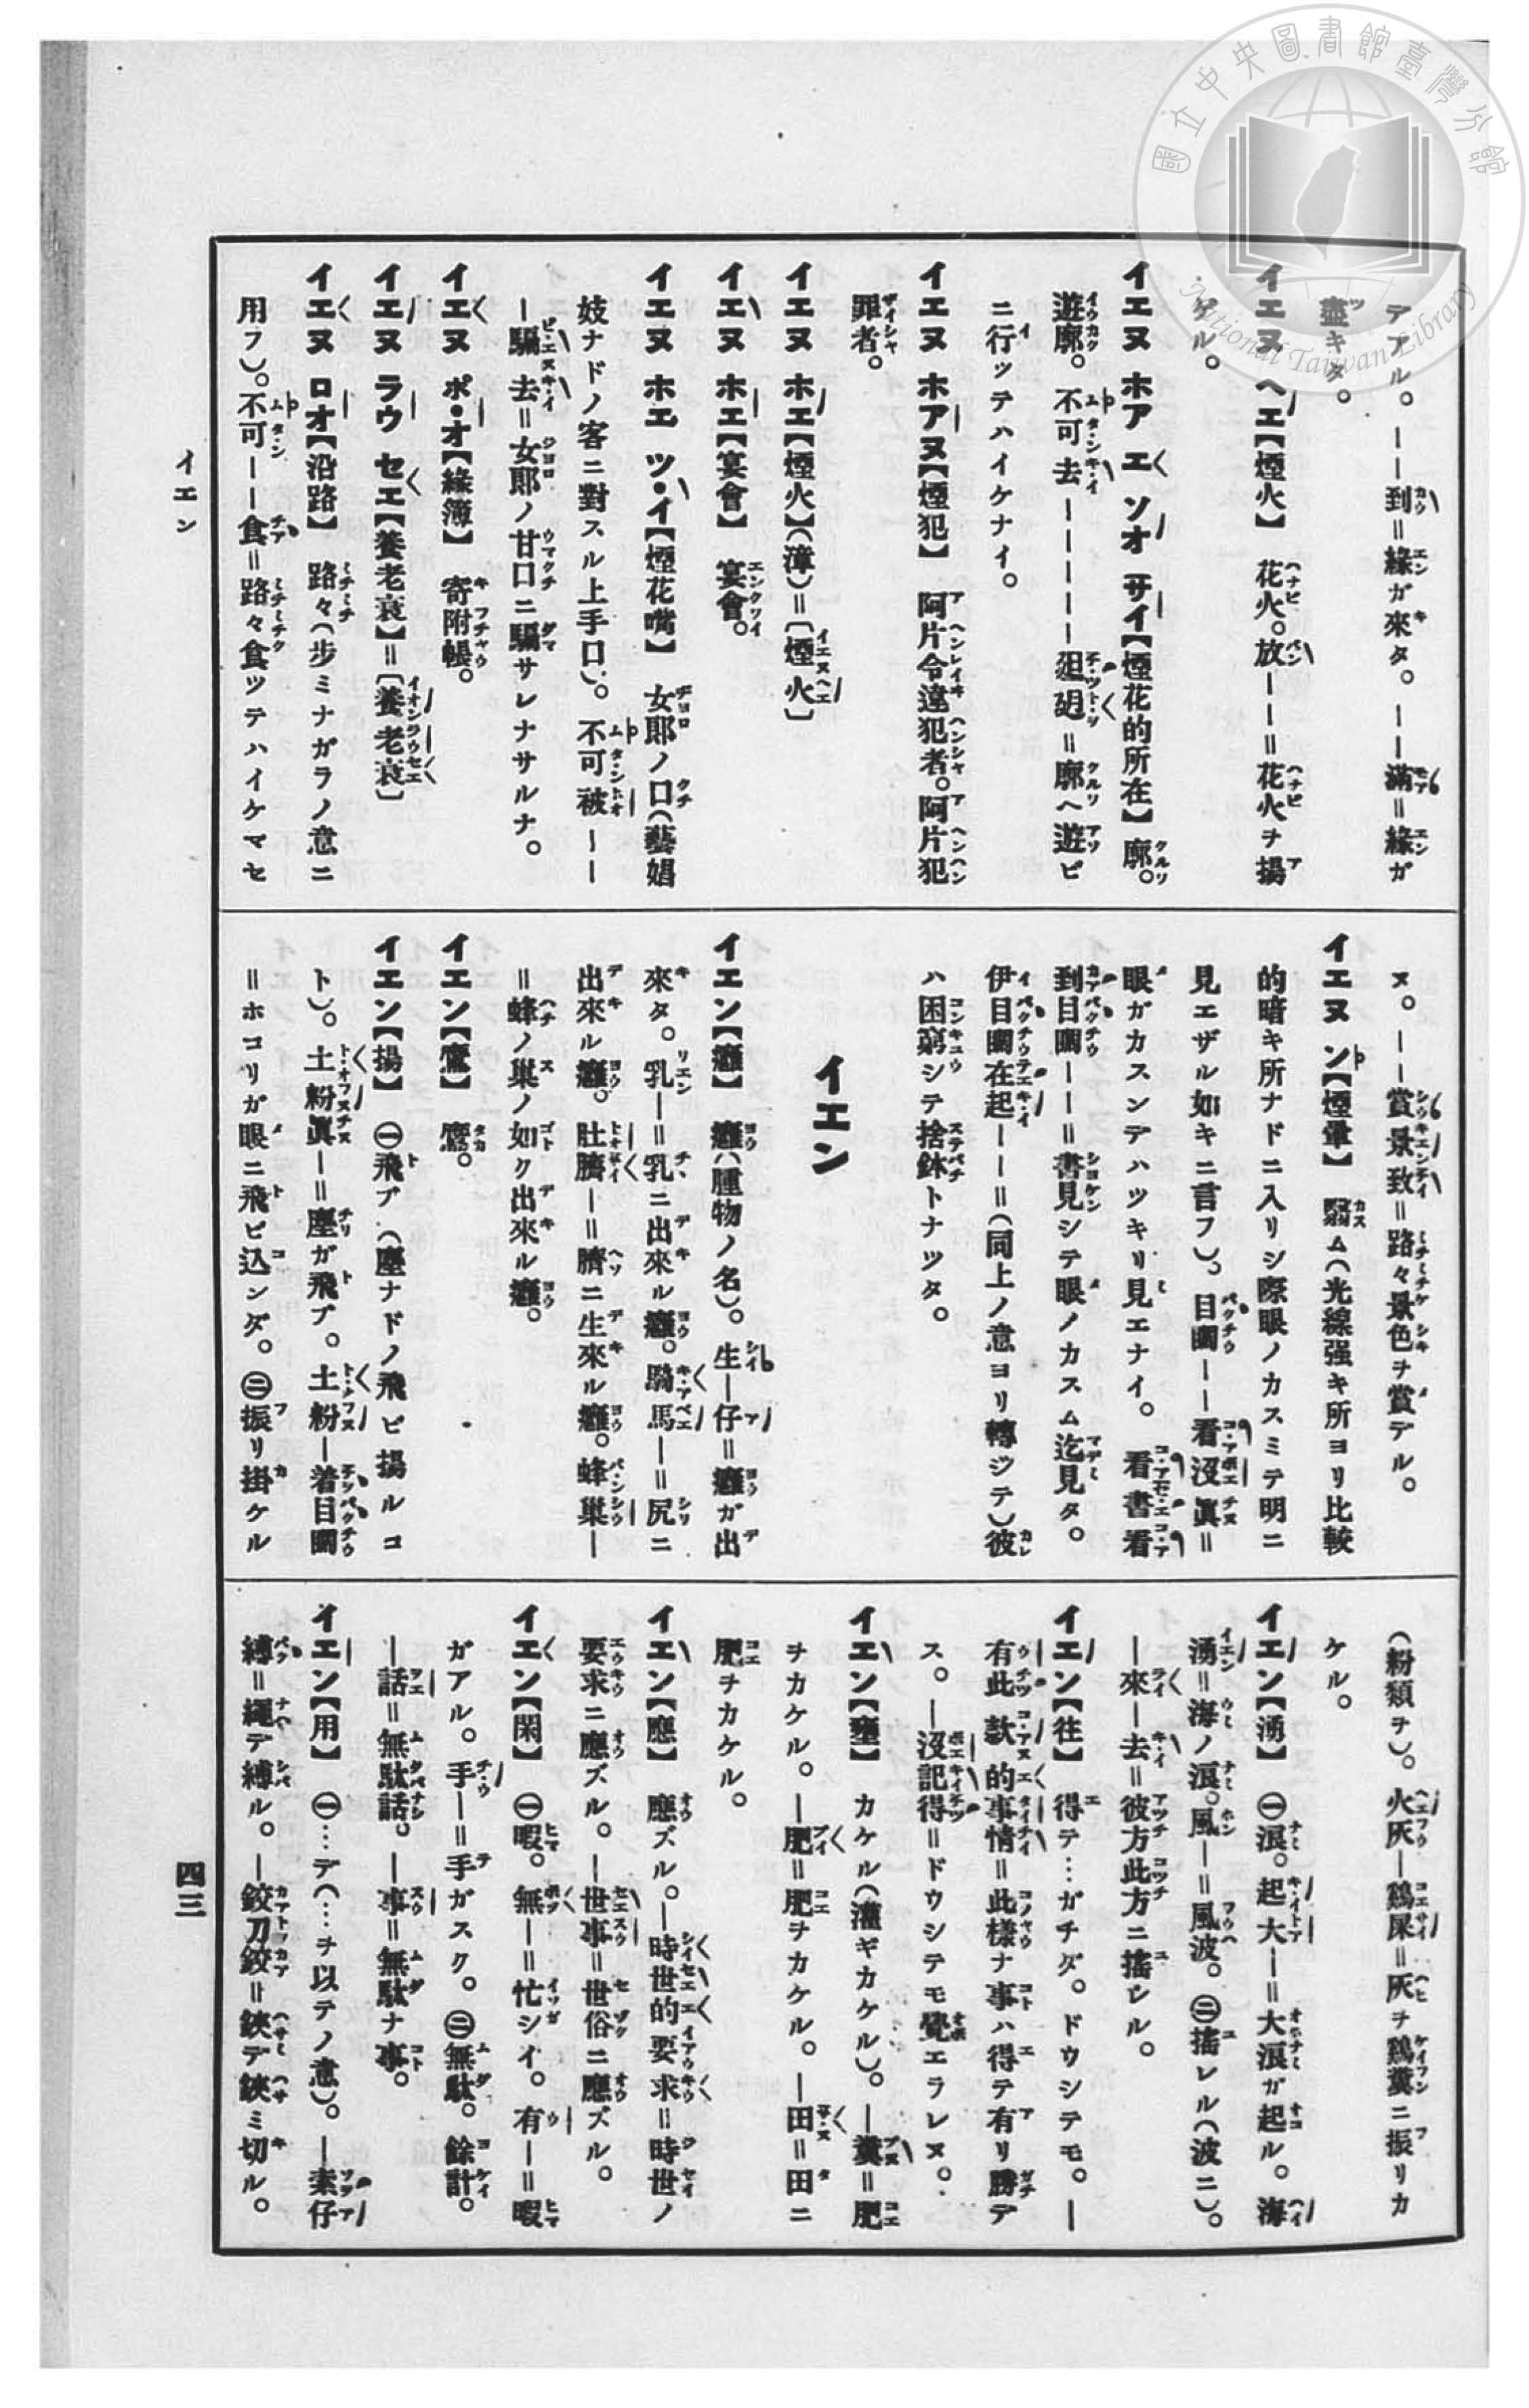 國立中央圖書館臺灣分館
National Taiwan Library
デアル。――到=緣ガ來タ。――滿=緣ガ
盡キタ。
イエヌ ヘエ【煙火】 花火。放――=花火ヲ揚
ゲル。
イエヌ ホア エ ソオ サイ【煙花的所在】 廓。
遊廓。不可去―――――𨑨迌=廓ヘ遊ビ
ニ行ッテハイケナイ。
イエヌ ホアヌ【煙犯】 阿片令違犯者。阿片犯
罪者。
イエヌ ホエ【煙火】(漳)=〔煙火〕
イエヌ ホエ【宴會】 宴會。
イエヌ ホエ ツ・イ【煙花嘴】 女郎ノ口(藝娼
妓ナドノ客ニ對スル上手口)。不可被――
―騙去=女郎ノ甘口ニ騙サレナサルナ。
イエヌ ポ・オ【緣簿】 寄附帳。
イエヌ ラウ セエ【養老衰】=〔養老衰〕
イエヌ ロオ【沿路】 路々(步ミナガラノ意ニ
用フ)。不可――食=路々食ツテハイケマセ
ヌ。――賞景致=路々景色ヲ賞デル。
イエヌ ン【煙暈】 翳ム(光線强キ所ヨリ比較
的暗キ所ナドニ入リシ際眼ノカスミテ明ニ
見エザル如キニ言フ)。目睭――看沒眞=
眼ガカスンデハツキリ見エナイ。看書看
到目睭――=書見シテ眼ノカスム迄見タ。
伊目睭在起――=(同上ノ意ヨリ轉ジテ)彼
ハ困窮シテ捨鉢トナツタ。
イエン
イエン【癰】 癰(腫物ノ名)。生―仔=癰ガ出
來タ。乳―=乳ニ出來ル癰。騎馬―=尻ニ
出來ル癰。肚臍―=臍ニ生來ル癰。蜂巢―
=蜂ノ巢ノ如ク出來ル癰。
イエン【鷹】 鷹。
イエン【揚】 ㊀飛ブ(塵ナドノ飛ビ揚ルコ
ト)。土粉眞―=塵ガ飛ブ。土粉―着目睭
=ホコリガ眼ニ飛ビ込ンダ。㊁振リ掛ケル
(粉類ヲ)。火灰―鷄屎=灰ヲ鷄糞ニ振リカ
ケル。
イエン【湧】 ㊀浪。起大―=大浪ガ起ル。海
湧=海ノ浪。風―=風波。㊁搖レル(波ニ)。
―來―去=彼方此方ニ搖レル。
イエン【往】 得テ…ガチダ。ドウシテモ。―
有此款的事情=此樣ナ事ハ得テ有リ勝デ
ス。―沒記得=ドウシテモ覺エラレヌ。
イエン【壅】 カケル(灌ギカケル)。―糞=肥
ヲカケル。―肥=肥ヲカケル。―田=田ニ
肥ヲカケル。
イエン【應】 應ズル。―時世的要求=時世ノ
要求ニ應ズル。―世事=世俗ニ應ズル。
イエン【閑】 ㊀暇。無―=忙シイ。有―=暇
ガアル。手―=手ガスク。㊁無駄。餘計。
―話=無駄話。―事=無駄ナ事。
イエン【用】 ㊀…デ(…ヲ以テノ意)。―索仔
縛=繩デ縛ル。―鉸刀鉸=鋏デ鋏ミ切ル。
イエン
四三